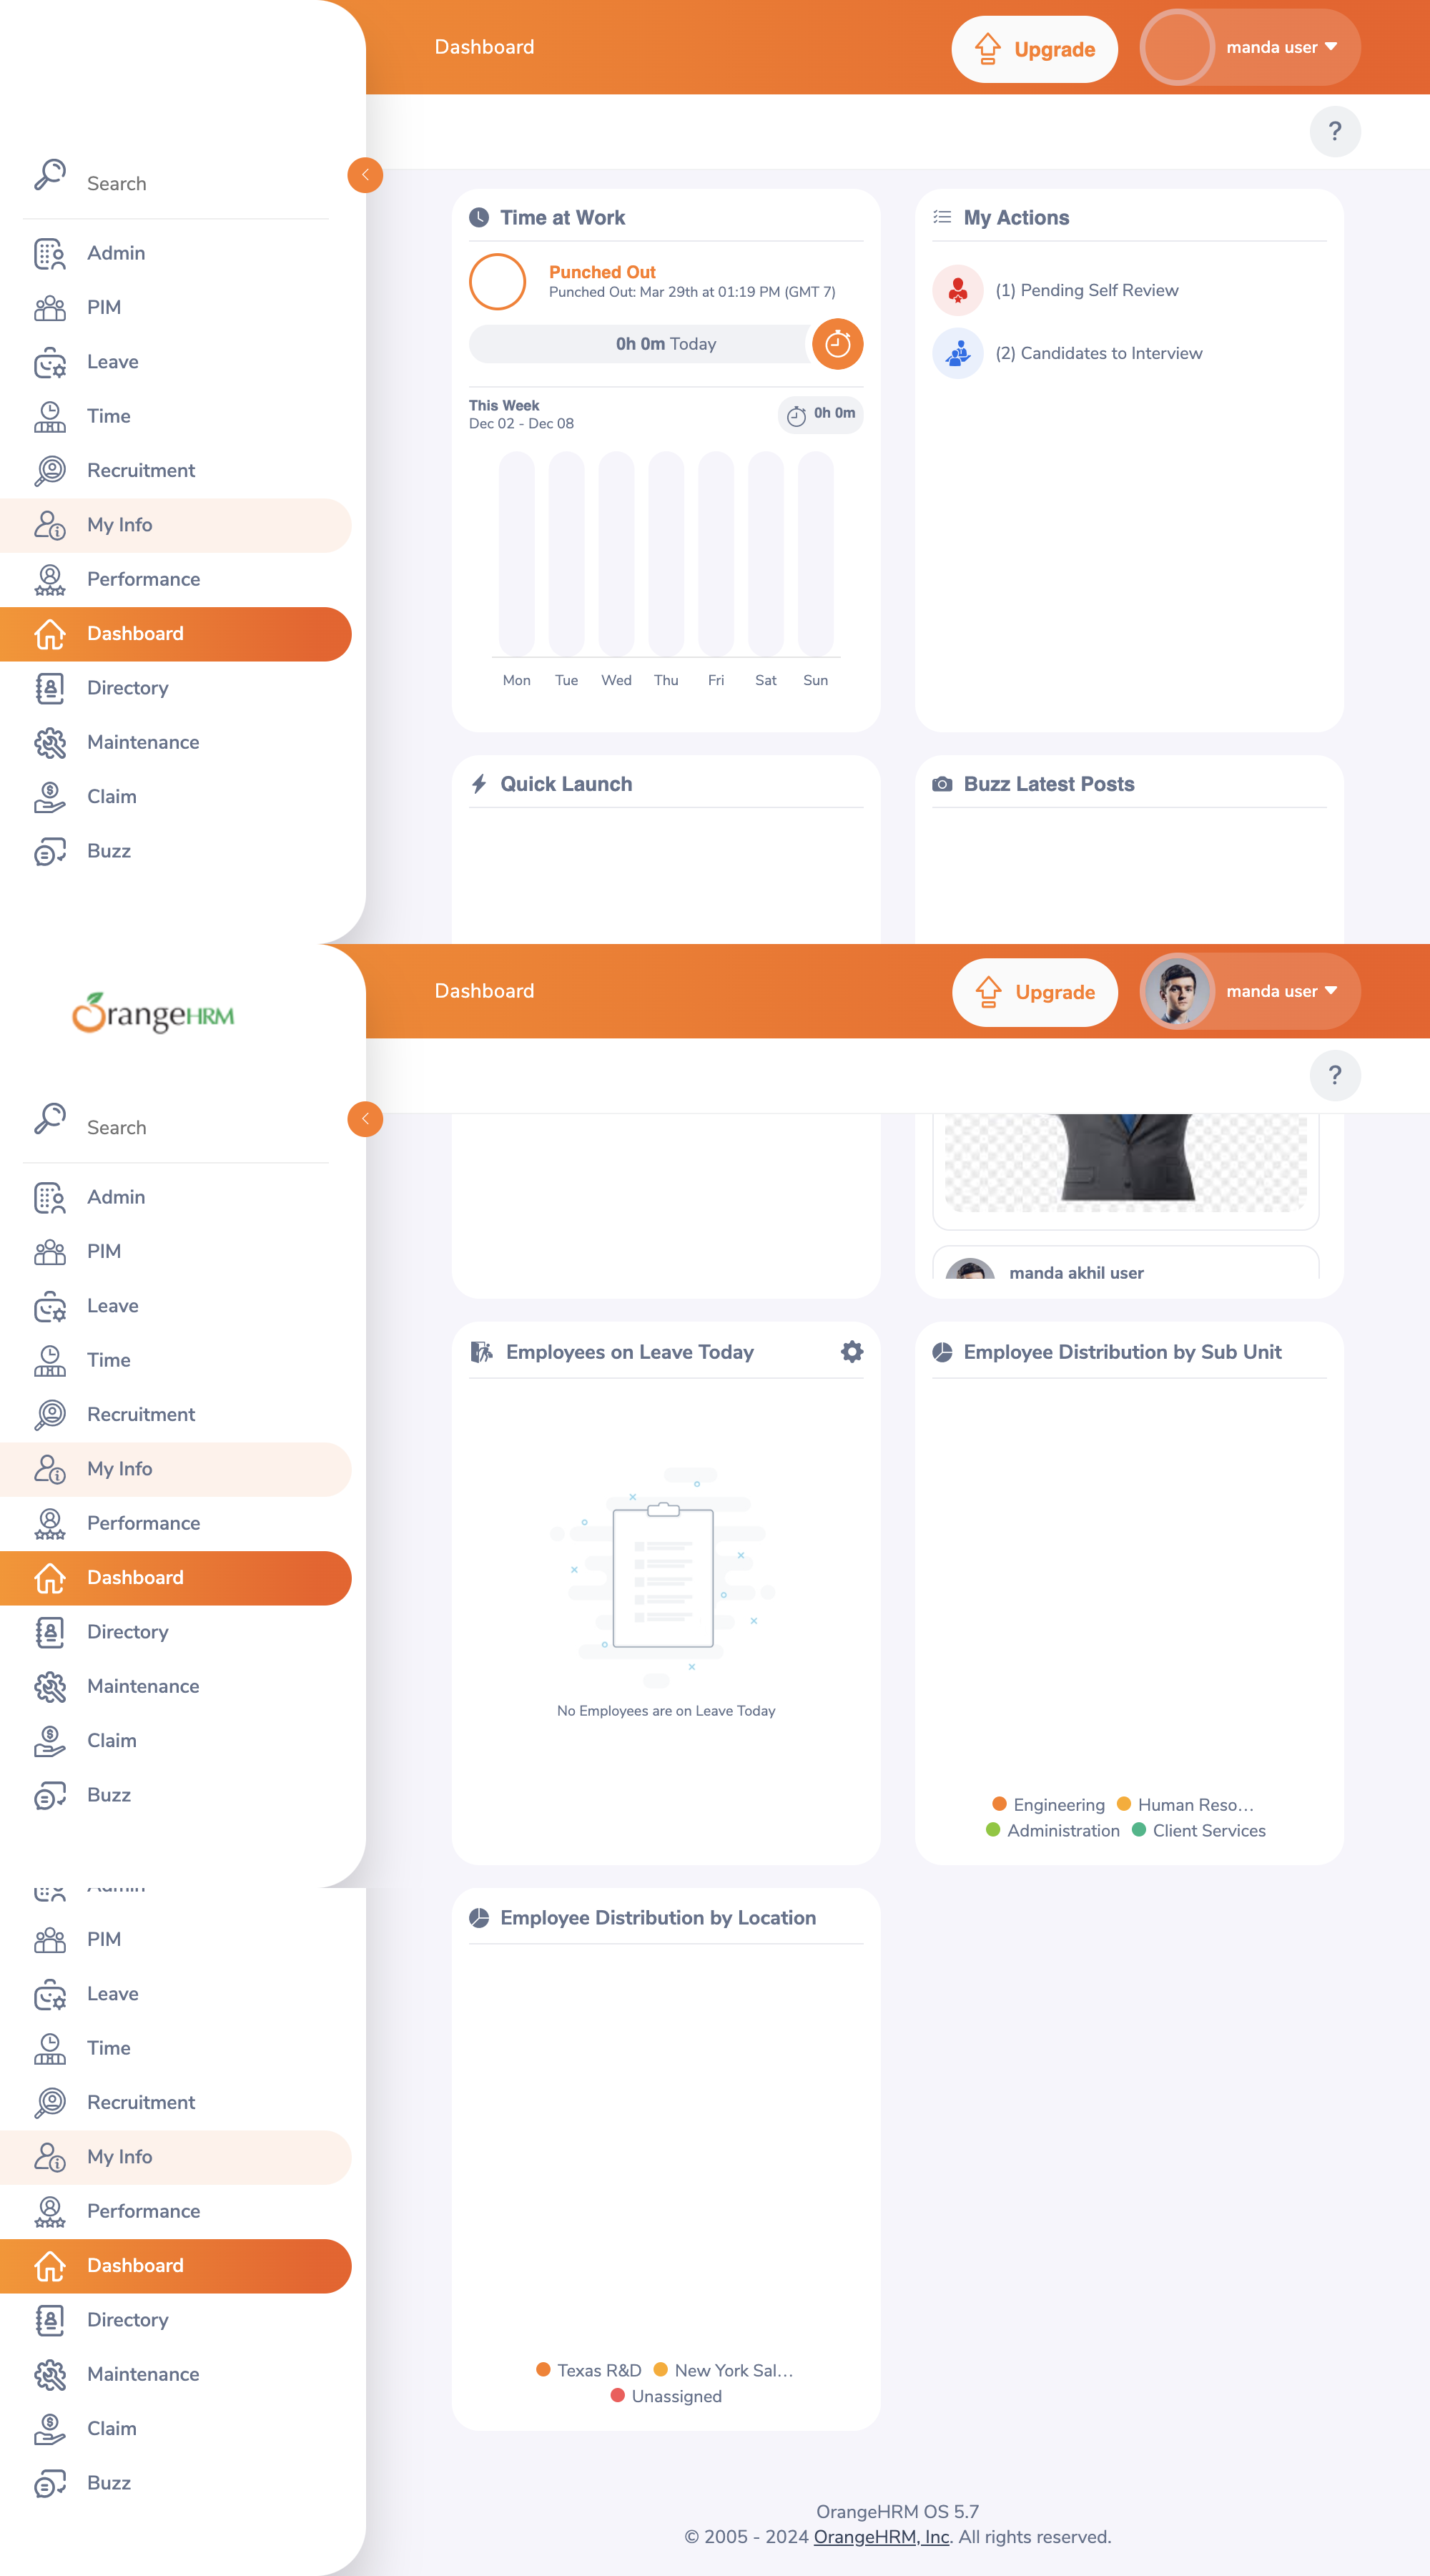 Dashboard
Upgrade
manda user
?
Search
Admin
PIM
Leave
Time
Recruitment
My Info
Performance
Dashboard
Directory
Maintenance
Claim
Buzz
Time at Work
Punched Out
Punched Out: Mar 29th at 01:19 PM (GMT 7)
0h 0m Today
This Week
Dec 02 - Dec 08
0h 0m
Mon Tue Wed Thu Fri Sat Sun
My Actions
(1) Pending Self Review
(2) Candidates to Interview
Quick Launch
Buzz Latest Posts
OrangeHRM
Dashboard
Upgrade
manda user
?
Search
Admin
PIM
Leave
Time
Recruitment
My Info
Performance
Dashboard
Directory
Maintenance
Claim
Buzz
manda akhil user
Employees on Leave Today
No Employees are on Leave Today
Employee Distribution by Sub Unit
Engineering Human Reso...
Administration Client Services
Admin
PIM
Leave
Time
Recruitment
My Info
Performance
Dashboard
Directory
Maintenance
Claim
Buzz
Employee Distribution by Location
Texas R&D New York Sal...
Unassigned
OrangeHRM OS 5.7
© 2005 - 2024 OrangeHRM, Inc. All rights reserved.